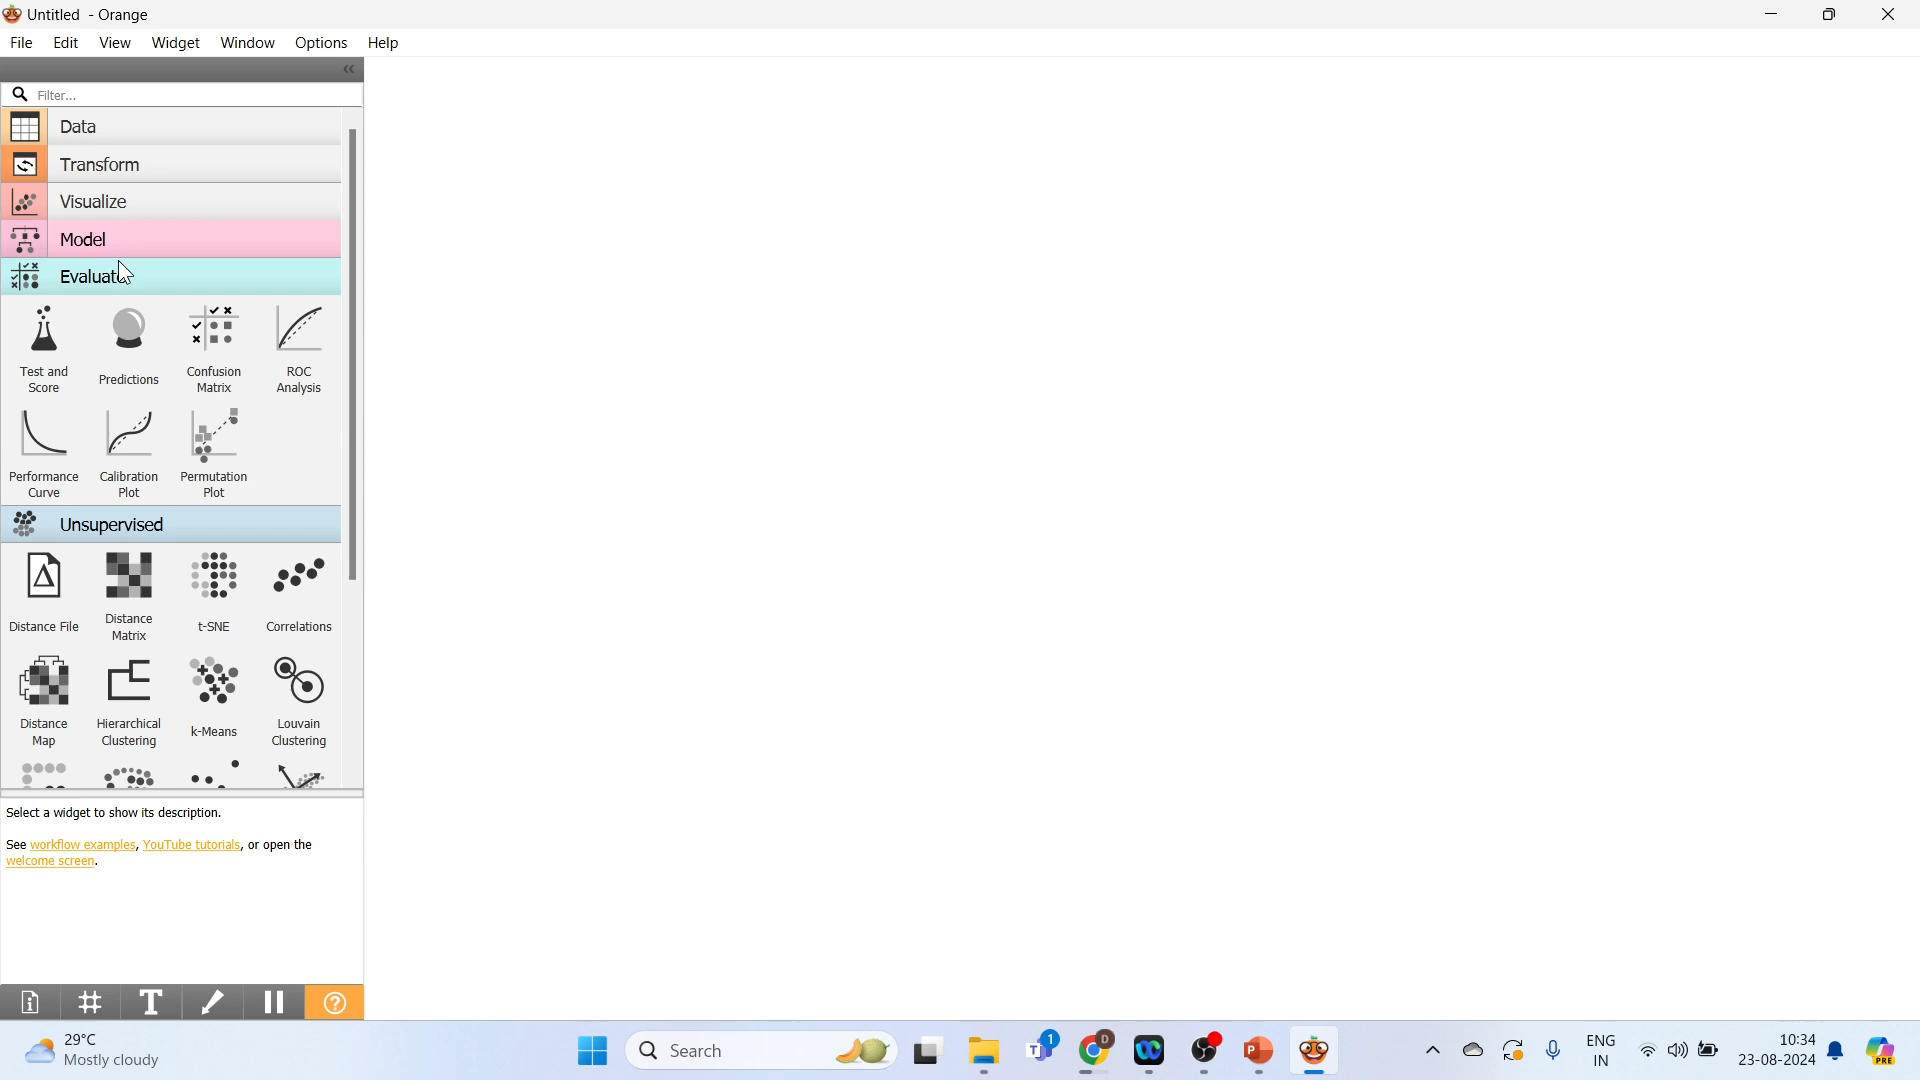 Untitled - Orange
File Edit View Widget Window Options Help
Filter...
Data
Transform
Visualize
Model
Evaluate
Test and Score
Predictions
Confusion Matrix
ROC Analysis
Performance Curve
Calibration Plot
Permutation Plot
Unsupervised
Distance File
Distance Matrix
t-SNE
Correlations
Distance Map
Hierarchical Clustering
k-Means
Louvain Clustering
Select a widget to show its description.
See workflow examples, YouTube tutorials, or open the
welcome screen.
29°C
Mostly cloudy
Search
1
D
P
PRE
ENG
IN
10:34
23-08-2024